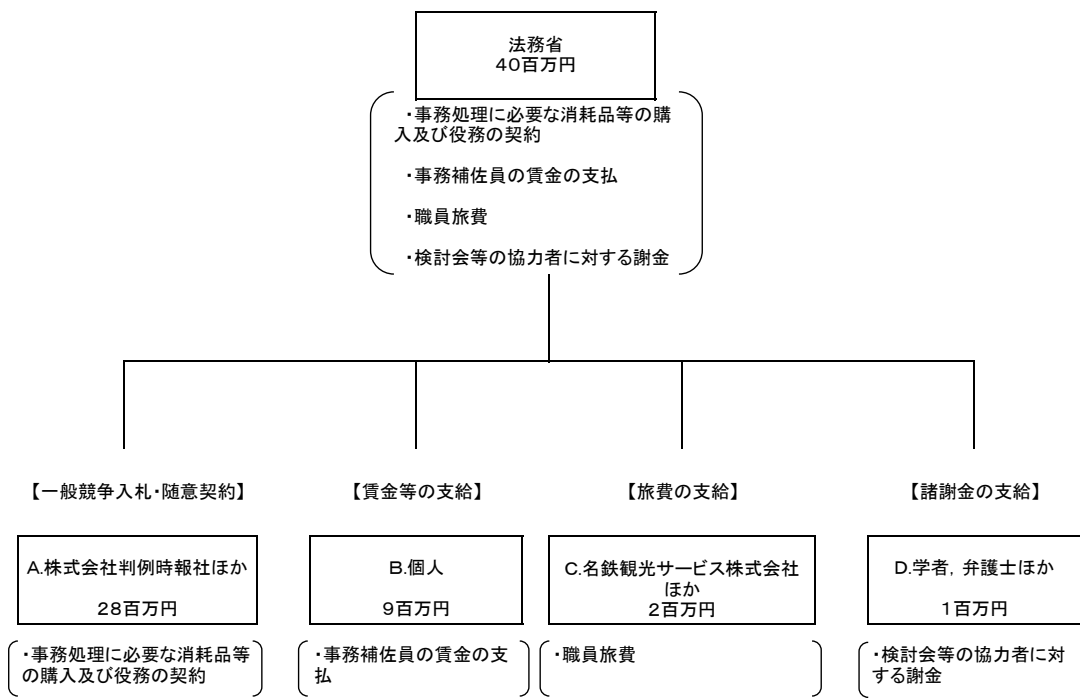 法務省
４０百万円
・事務処理に必要な消耗品等の購
入及び役務の契約
・事務補佐員の賃金の支払
・職員旅費
・検討会等の協力者に対する謝金
【一般競争入札・随意契約】
【賃金等の支給】
【旅費の支給】
【諸謝金の支給】
A.株式会社判例時報社ほか
２８百万円
B.個人
９百万円
C.名鉄観光サービス株式会社
ほか
２百万円
D.学者，弁護士ほか
１百万円
・事務処理に必要な消耗品等
の購入及び役務の契約
・事務補佐員の賃金の支
払
・職員旅費
・検討会等の協力者に対
する謝金